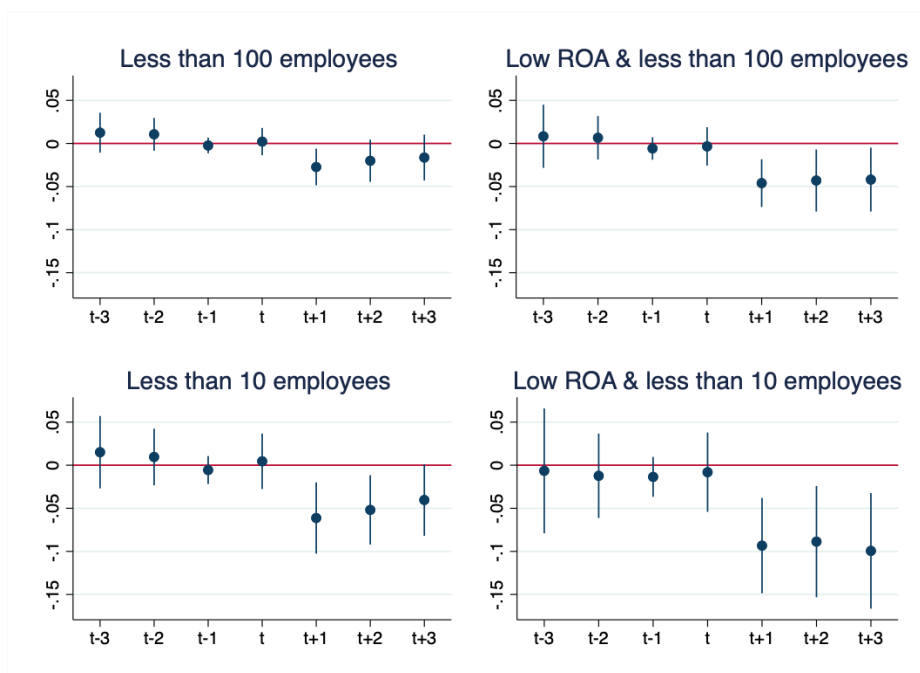 Less than 100 employees
.05
0
-.05
-.1
-.15
t-3 t-2 t-1 t t+1 t+2 t+3
Low ROA & less than 100 employees
.05
0
-.05
-.1
-.15
t-3 t-2 t-1 t t+1 t+2 t+3
Less than 10 employees
.05
0
-.05
-.1
-.15
t-3 t-2 t-1 t t+1 t+2 t+3
Low ROA & less than 10 employees
.05
0
-.05
-.1
-.15
t-3 t-2 t-1 t t+1 t+2 t+3